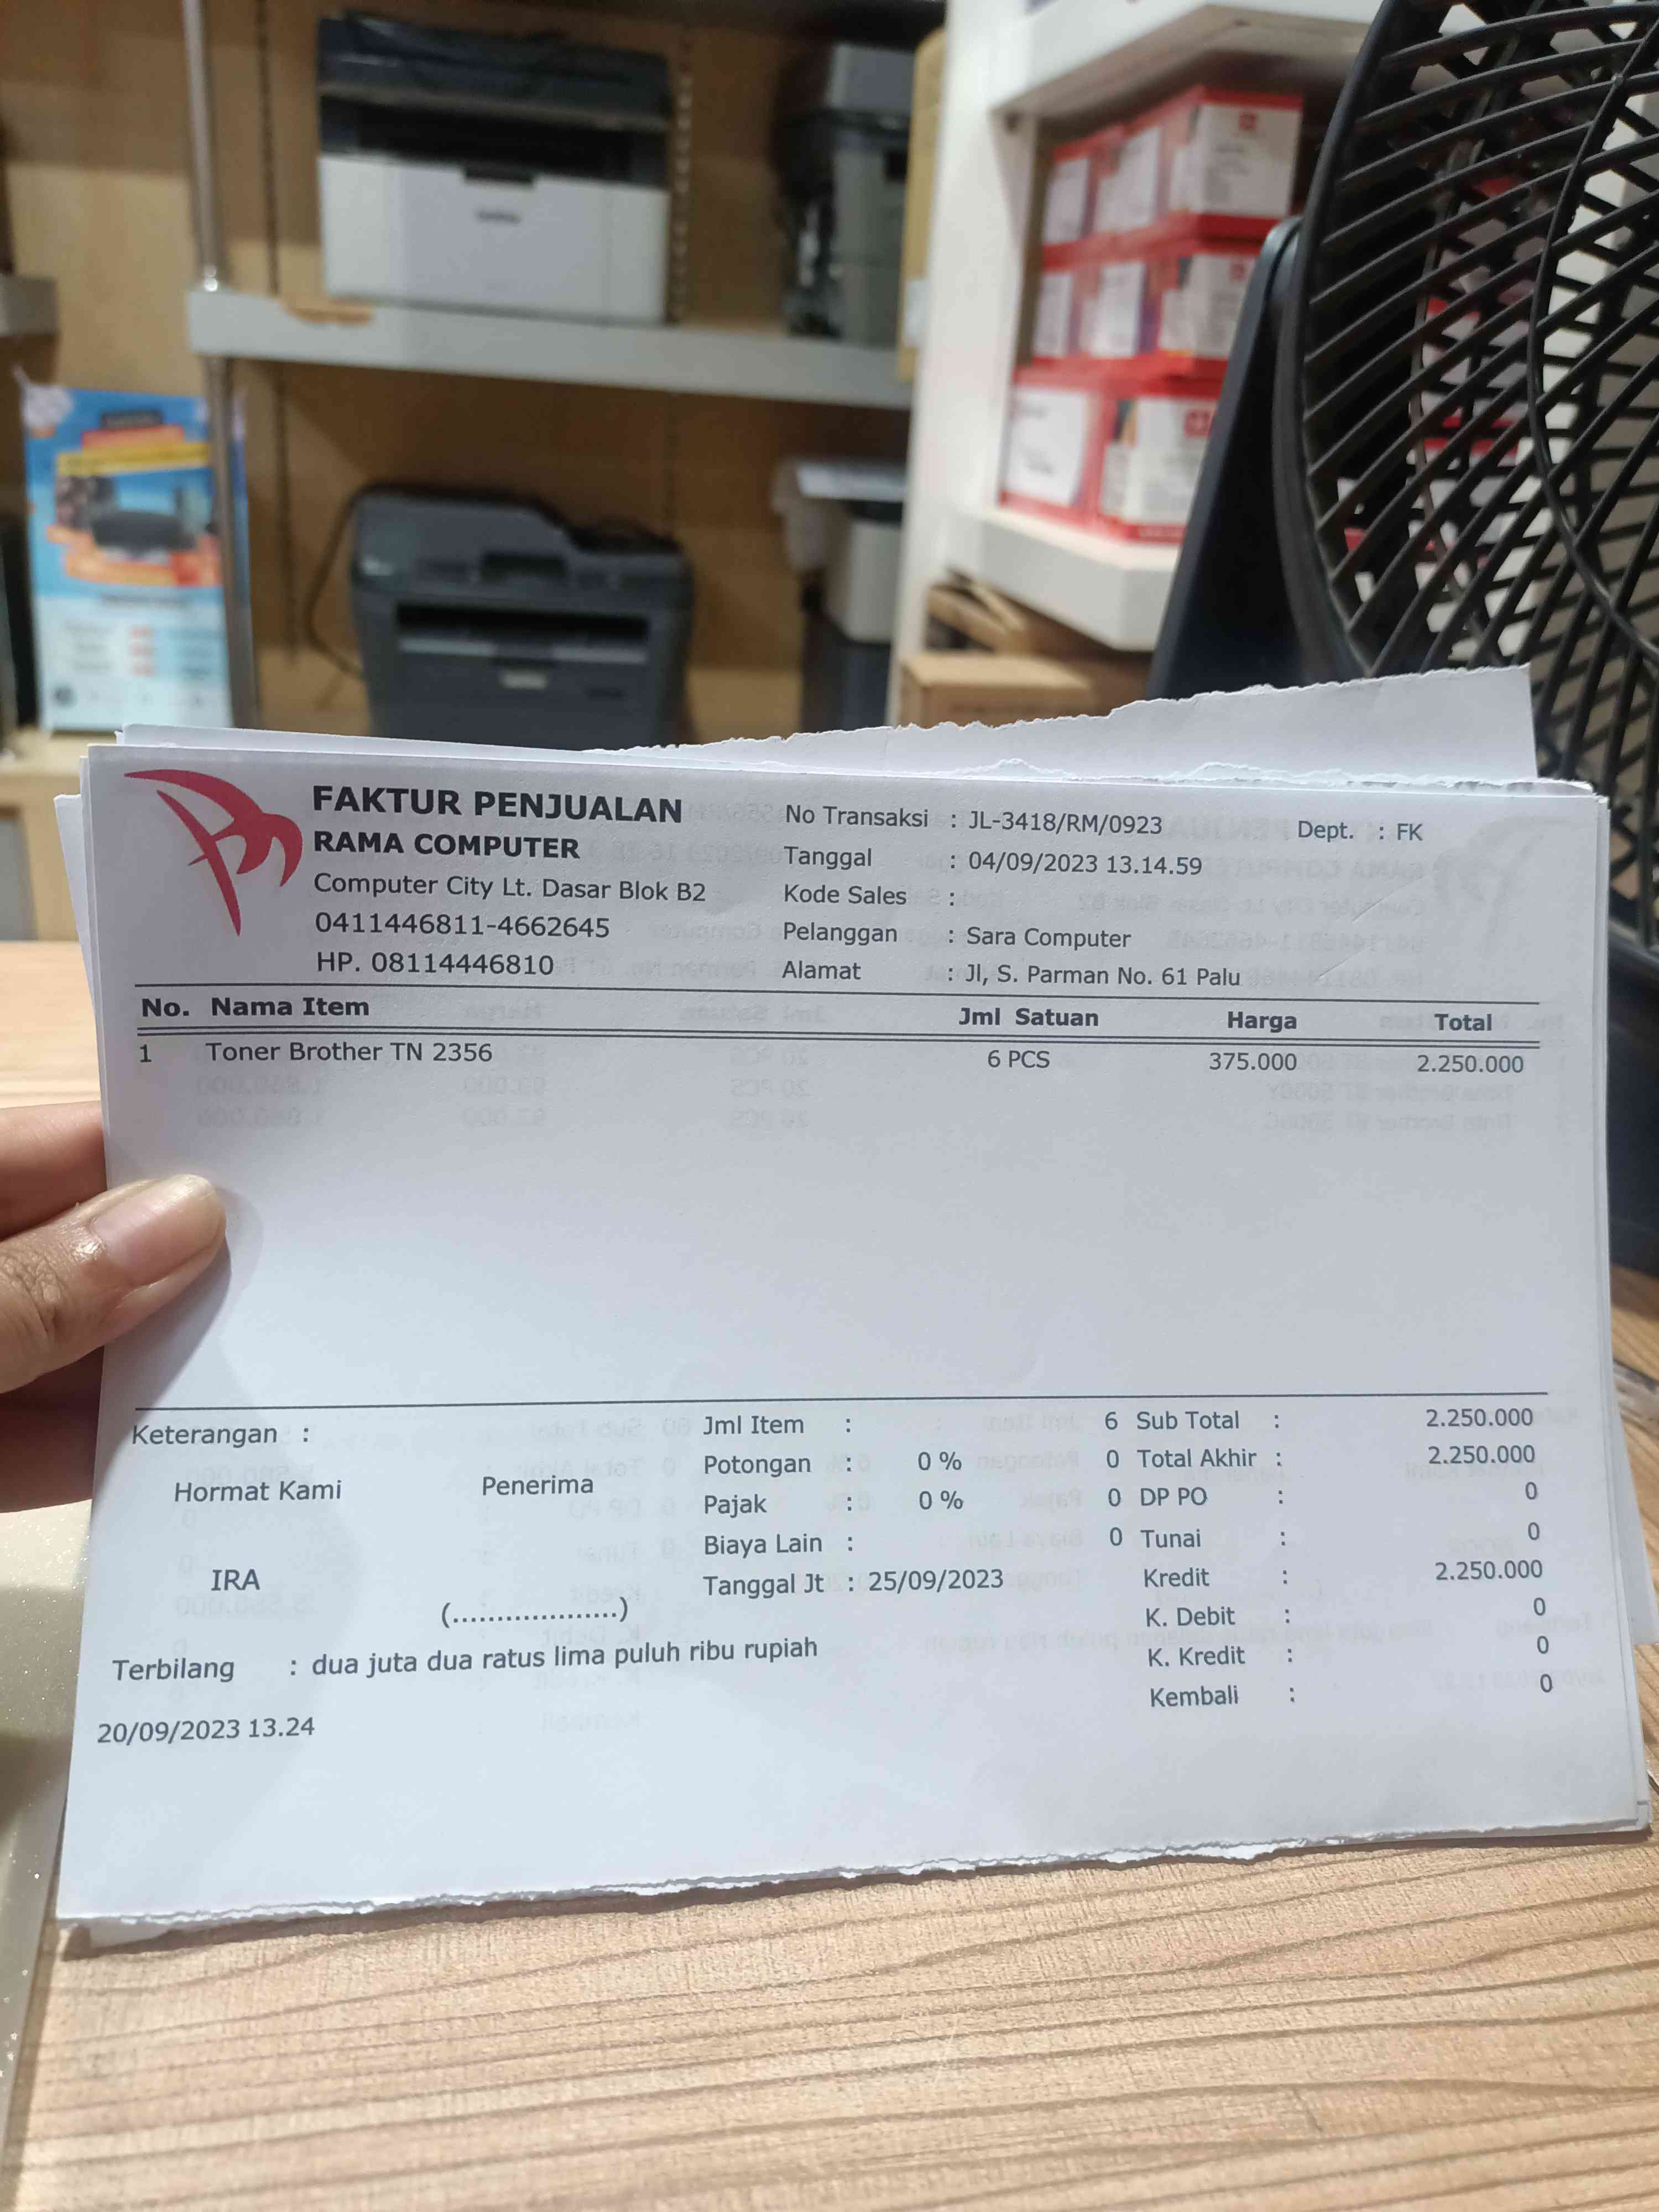 FAKTUR PENJUALAN
RAMA COMPUTER
Computer City Lt. Dasar Blok B2
0411446811-4662645
HP. 08114446810
No Transaksi : JL-3418/RM/0923 Dept. : FK
Tanggal : 04/09/2023 13.14.59
Kode Sales :
Pelanggan : Sara Computer
Alamat : Jl, S. Parman No. 61 Palu
No. Nama Item Jml Satuan Harga Total
1 Toner Brother TN 2356 6 PCS 375.000 2.250.000
Keterangan :
Hormat Kami Penerima
IRA
(...................)
Jml Item : 6
Potongan : 0 % 0
Pajak : 0 % 0
Biaya Lain : 0
Tanggal Jt : 25/09/2023
Sub Total : 2.250.000
Total Akhir : 2.250.000
DP PO : 0
Tunai : 0
Kredit : 2.250.000
K. Debit : 0
K. Kredit : 0
Kembali : 0
Terbilang : dua juta dua ratus lima puluh ribu rupiah
20/09/2023 13.24